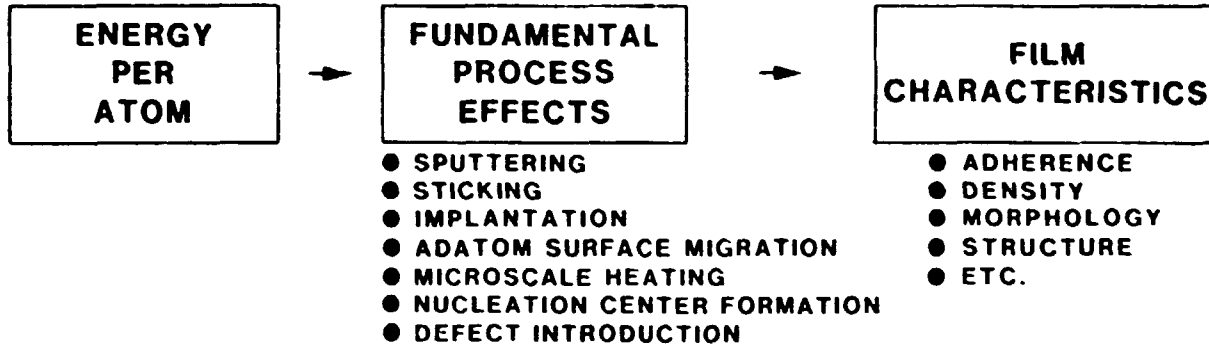 ENERGY
PER
ATOM
FUNDAMENTAL
PROCESS
EFFECTS
● SPUTTERING
● STICKING
● IMPLANTATION
● ADATOM SURFACE MIGRATION
● MICROSCALE HEATING
● NUCLEATION CENTER FORMATION
● DEFECT INTRODUCTION
FILM
CHARACTERISTICS
● ADHERENCE
● DENSITY
● MORPHOLOGY
● STRUCTURE
● ETC.